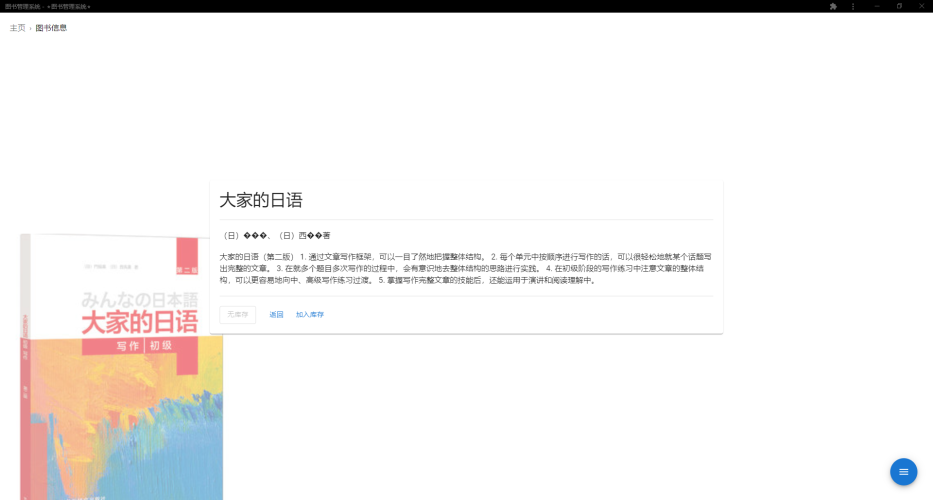 图书管理系统 - «图书管理系统»
主页 › 图书信息
大家的日语
（日）���、（日）西��著
大家的日语（第二版） 1. 通过文章写作框架，可以一目了然地把握整体结构。 2. 每个单元中按顺序进行写作的话，可以很轻松地就某个话题写
出完整的文章。 3. 在就多个题目多次写作的过程中，会有意识地去整体结构的思路进行实践。 4. 在初级阶段的写作练习中注意文章的整体结
构，可以更容易地向中、高级写作练习过渡。 5. 掌握写作完整文章的技能后，还能运用于演讲和阅读理解中。
无库存 返回 加入库存
第二版
みんなの日本語
大家的日语
写作 初级